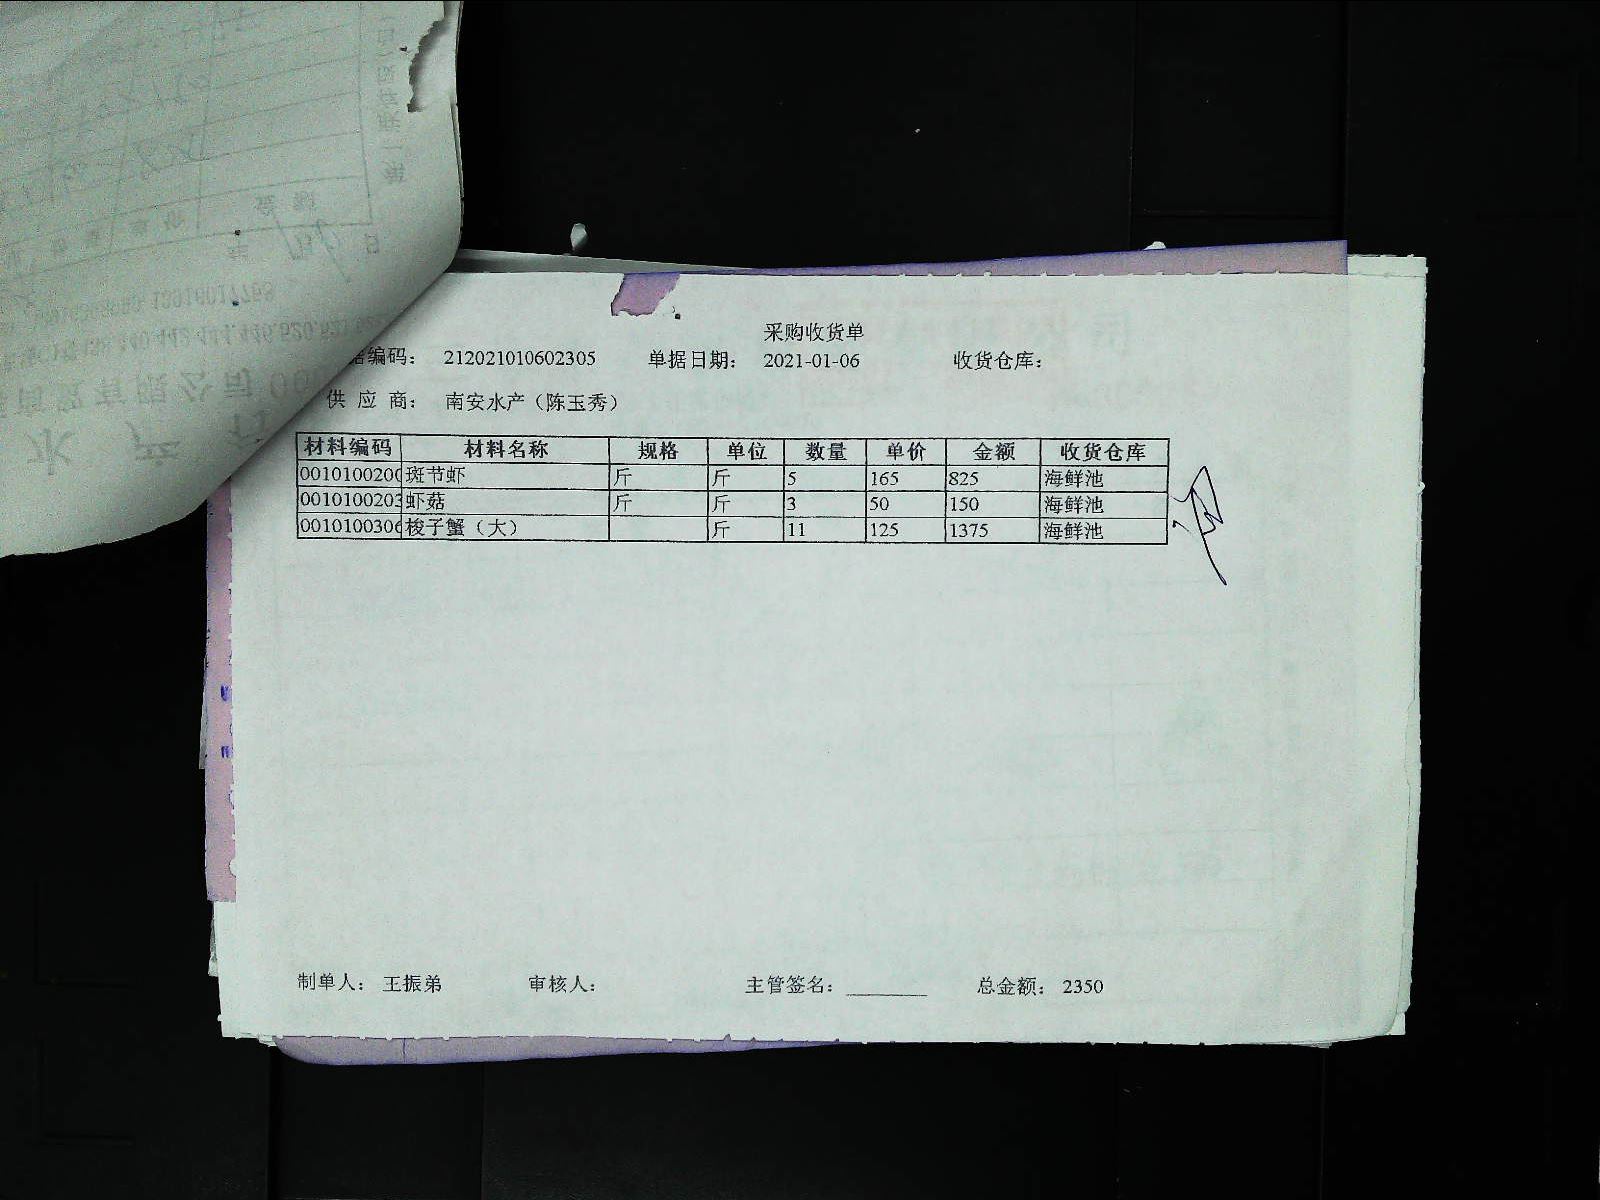 采购收货单
据编码： 212021010602305 单据日期： 2021-01-06 收货仓库：
供 应 商： 南安水产（陈玉秀）
材料编码 材料名称 规格 单位 数量 单价 金额 收货仓库
0010100200 斑节虾 斤 斤 5 165 825 海鲜池
0010100203 虾菇 斤 斤 3 50 150 海鲜池
0010100306 梭子蟹（大） 斤 11 125 1375 海鲜池
制单人： 王振弟 审核人： 主管签名： 总金额： 2350